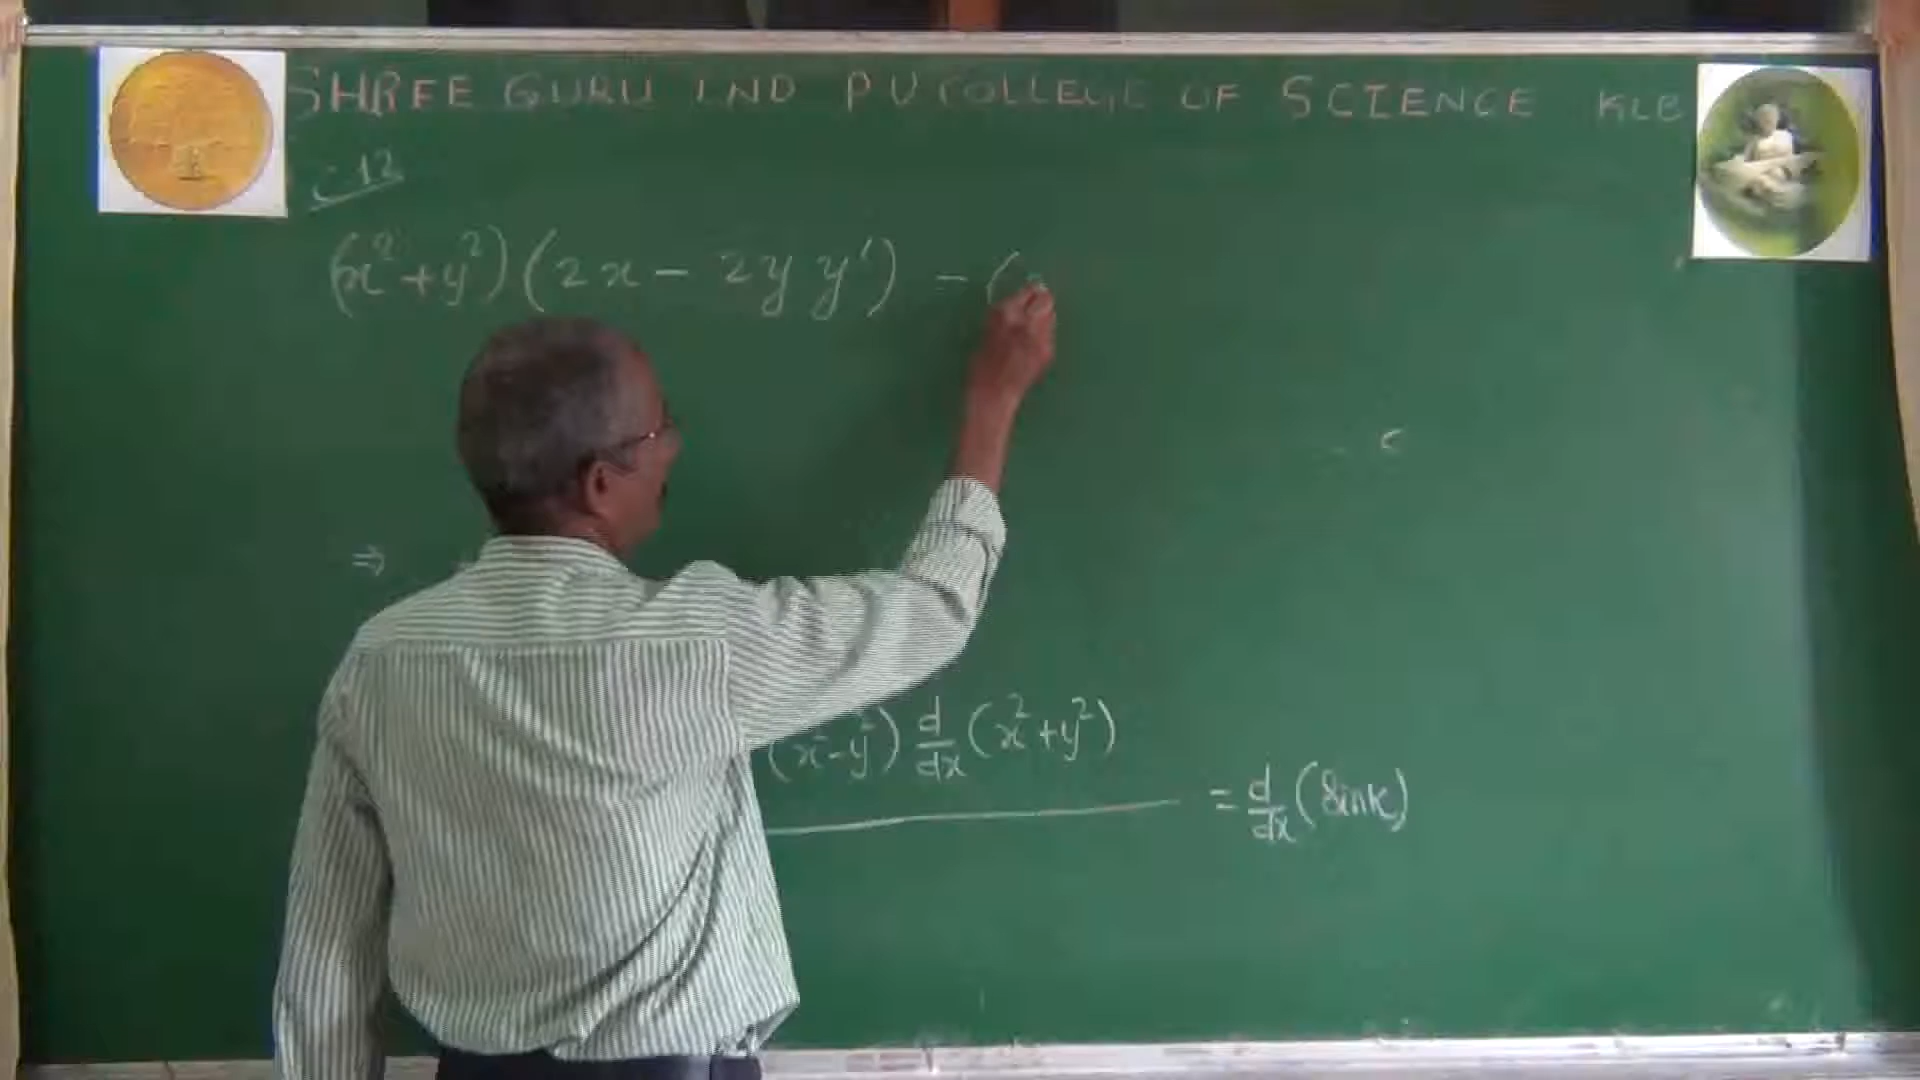 SHREE GURU IND PU COLLEGE OF SCIENCE KLB
C 12
(x²+y²)(2x - 2y y') - (
⇒
(x²-y²) d/dx (x²+y²)
= d/dx (sin k)